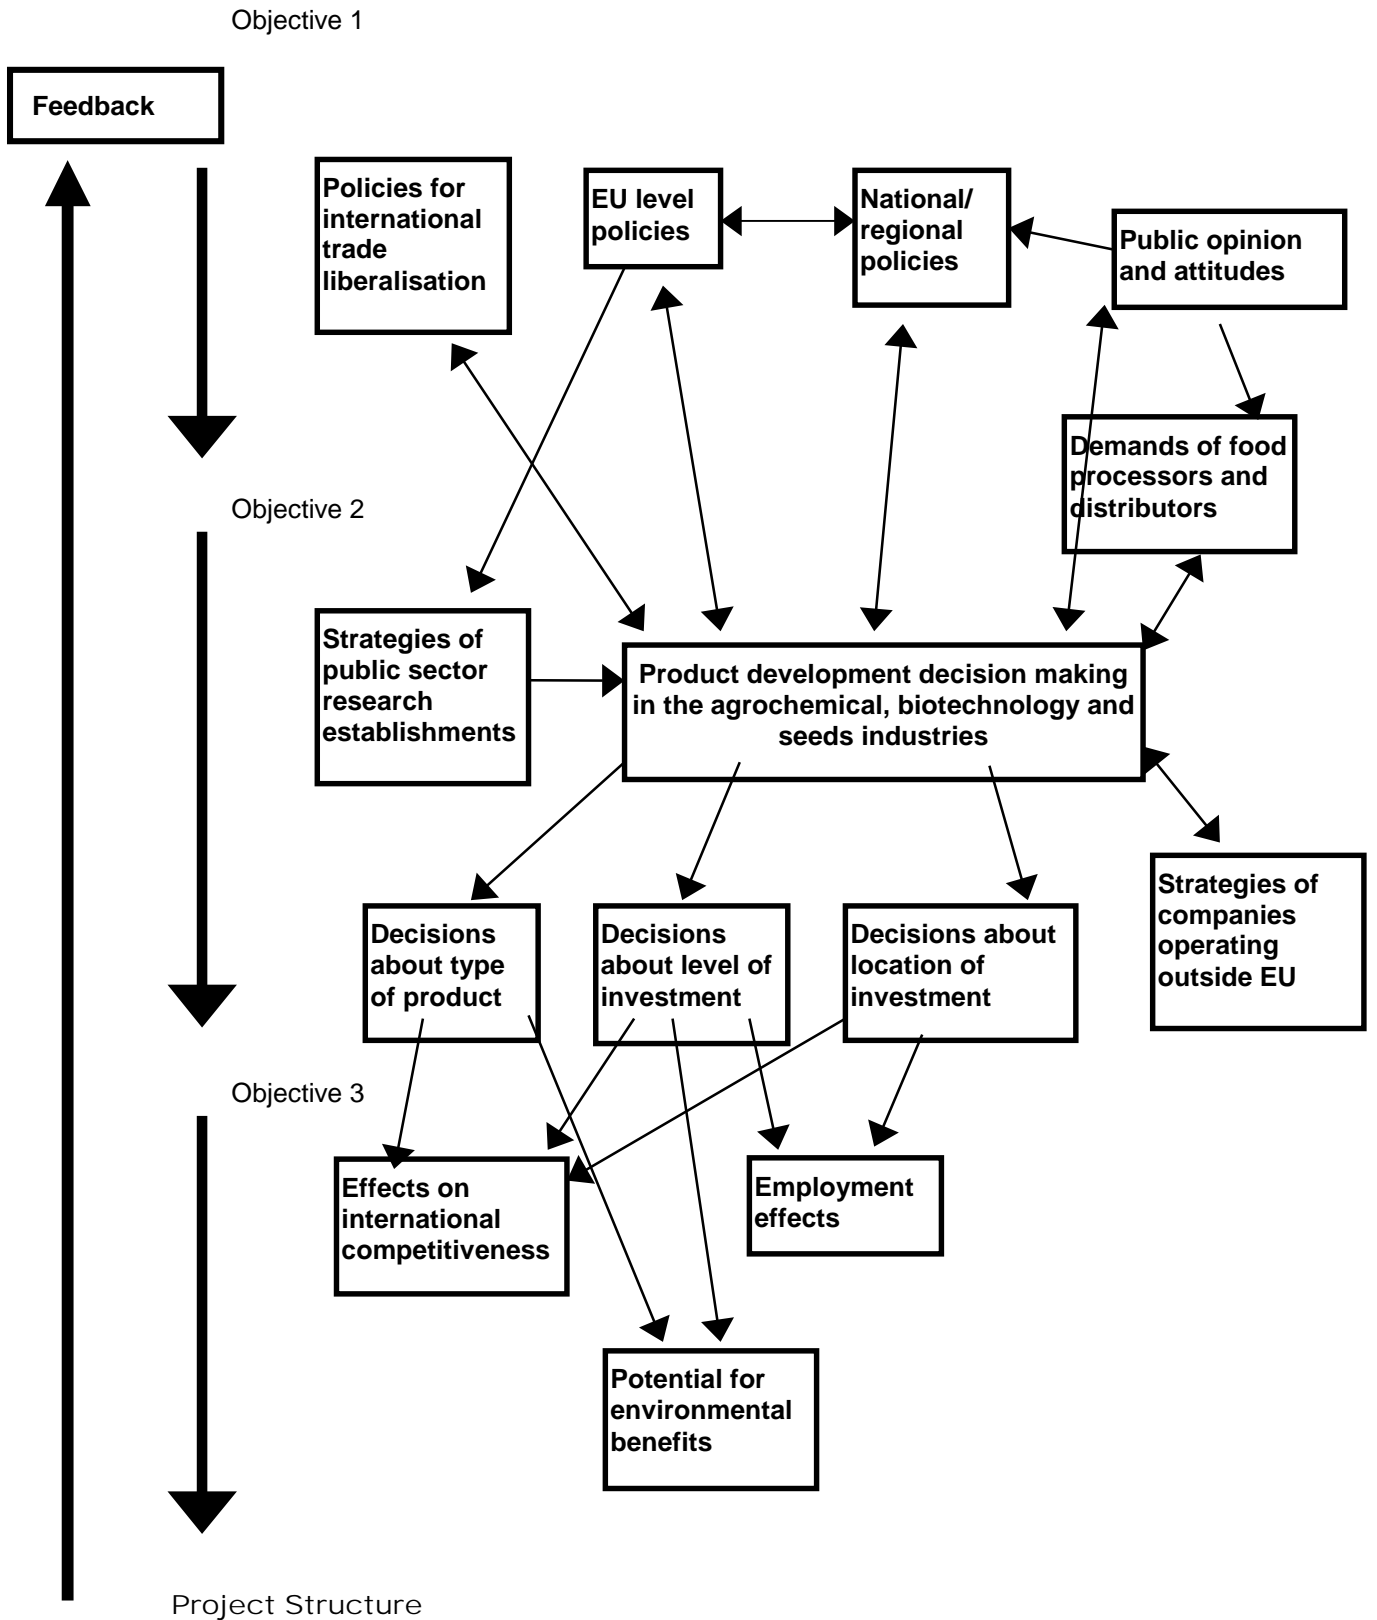 Objective 1
Feedback
Policies for
international
trade
liberalisation
EU level
policies
National/
regional
policies
Public opinion
and attitudes
Demands of food
processors and
distributors
Objective 2
Strategies of
public sector
research
establishments
Product development decision making
in the agrochemical, biotechnology and
seeds industries
Strategies of
companies
operating
outside EU
Decisions
about type
of product
Decisions
about level of
investment
Decisions about
location of
investment
Objective 3
Effects on
international
competitiveness
Employment
effects
Potential for
environmental
benefits
Project Structure